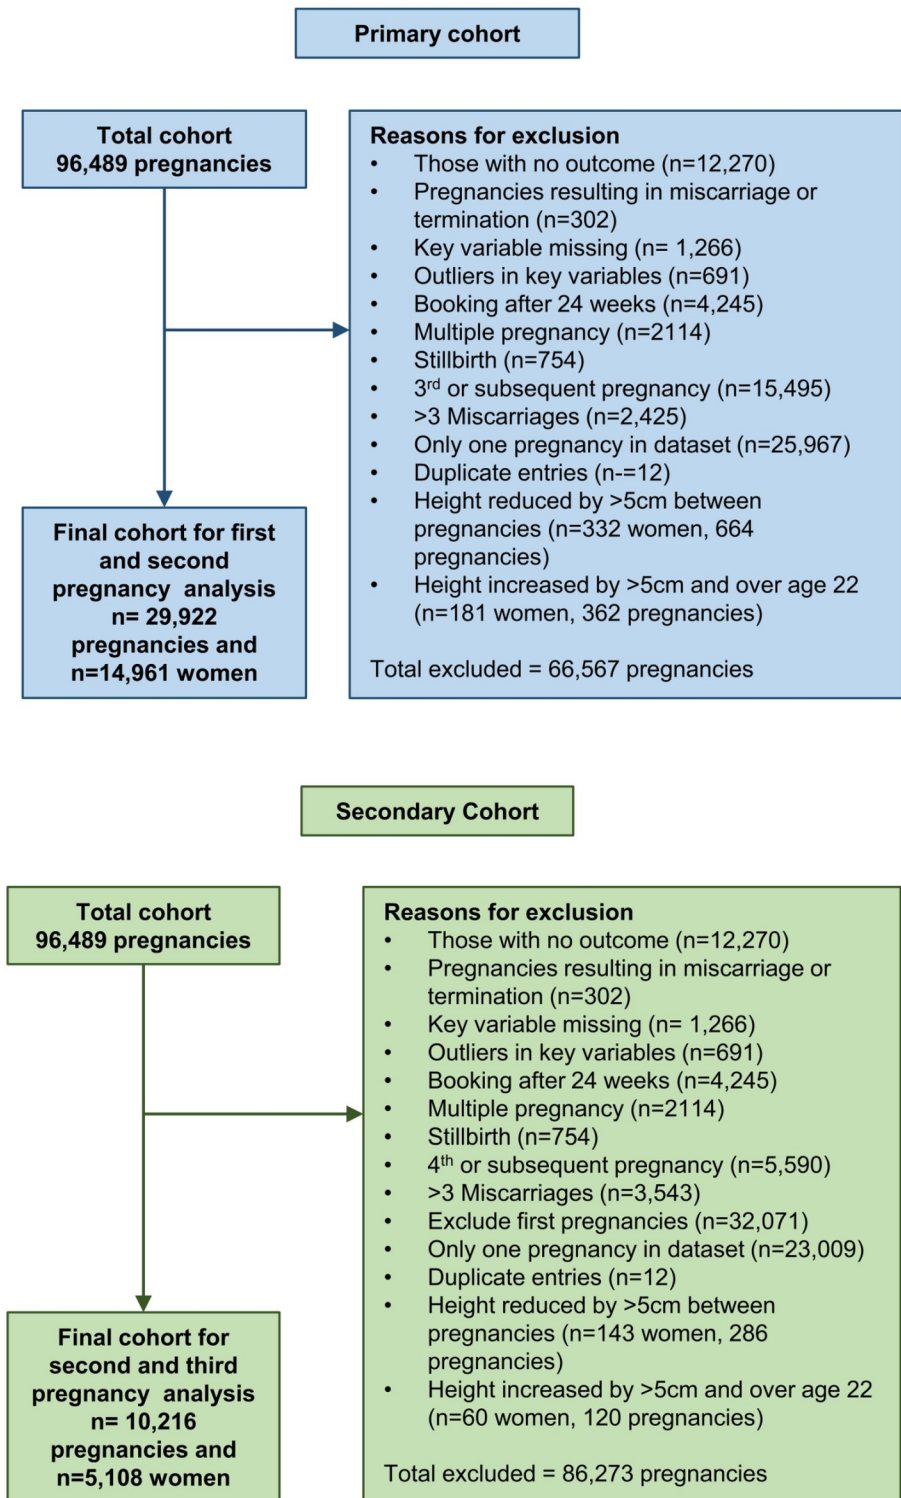 Primary cohort
Total cohort
96,489 pregnancies
Reasons for exclusion
• Those with no outcome (n=12,270)
• Pregnancies resulting in miscarriage or
termination (n=302)
• Key variable missing (n= 1,266)
• Outliers in key variables (n=691)
• Booking after 24 weeks (n=4,245)
• Multiple pregnancy (n=2114)
• Stillbirth (n=754)
• 3rd or subsequent pregnancy (n=15,495)
• >3 Miscarriages (n=2,425)
• Only one pregnancy in dataset (n=25,967)
• Duplicate entries (n-=12)
• Height reduced by >5cm between
pregnancies (n=332 women, 664
pregnancies)
• Height increased by >5cm and over age 22
(n=181 women, 362 pregnancies)
Total excluded = 66,567 pregnancies
Final cohort for first
and second
pregnancy analysis
n= 29,922
pregnancies and
n=14,961 women
Secondary Cohort
Total cohort
96,489 pregnancies
Reasons for exclusion
• Those with no outcome (n=12,270)
• Pregnancies resulting in miscarriage or
termination (n=302)
• Key variable missing (n= 1,266)
• Outliers in key variables (n=691)
• Booking after 24 weeks (n=4,245)
• Multiple pregnancy (n=2114)
• Stillbirth (n=754)
• 4th or subsequent pregnancy (n=5,590)
• >3 Miscarriages (n=3,543)
• Exclude first pregnancies (n=32,071)
• Only one pregnancy in dataset (n=23,009)
• Duplicate entries (n=12)
• Height reduced by >5cm between
pregnancies (n=143 women, 286
pregnancies)
• Height increased by >5cm and over age 22
(n=60 women, 120 pregnancies)
Total excluded = 86,273 pregnancies
Final cohort for
second and third
pregnancy analysis
n= 10,216
pregnancies and
n=5,108 women